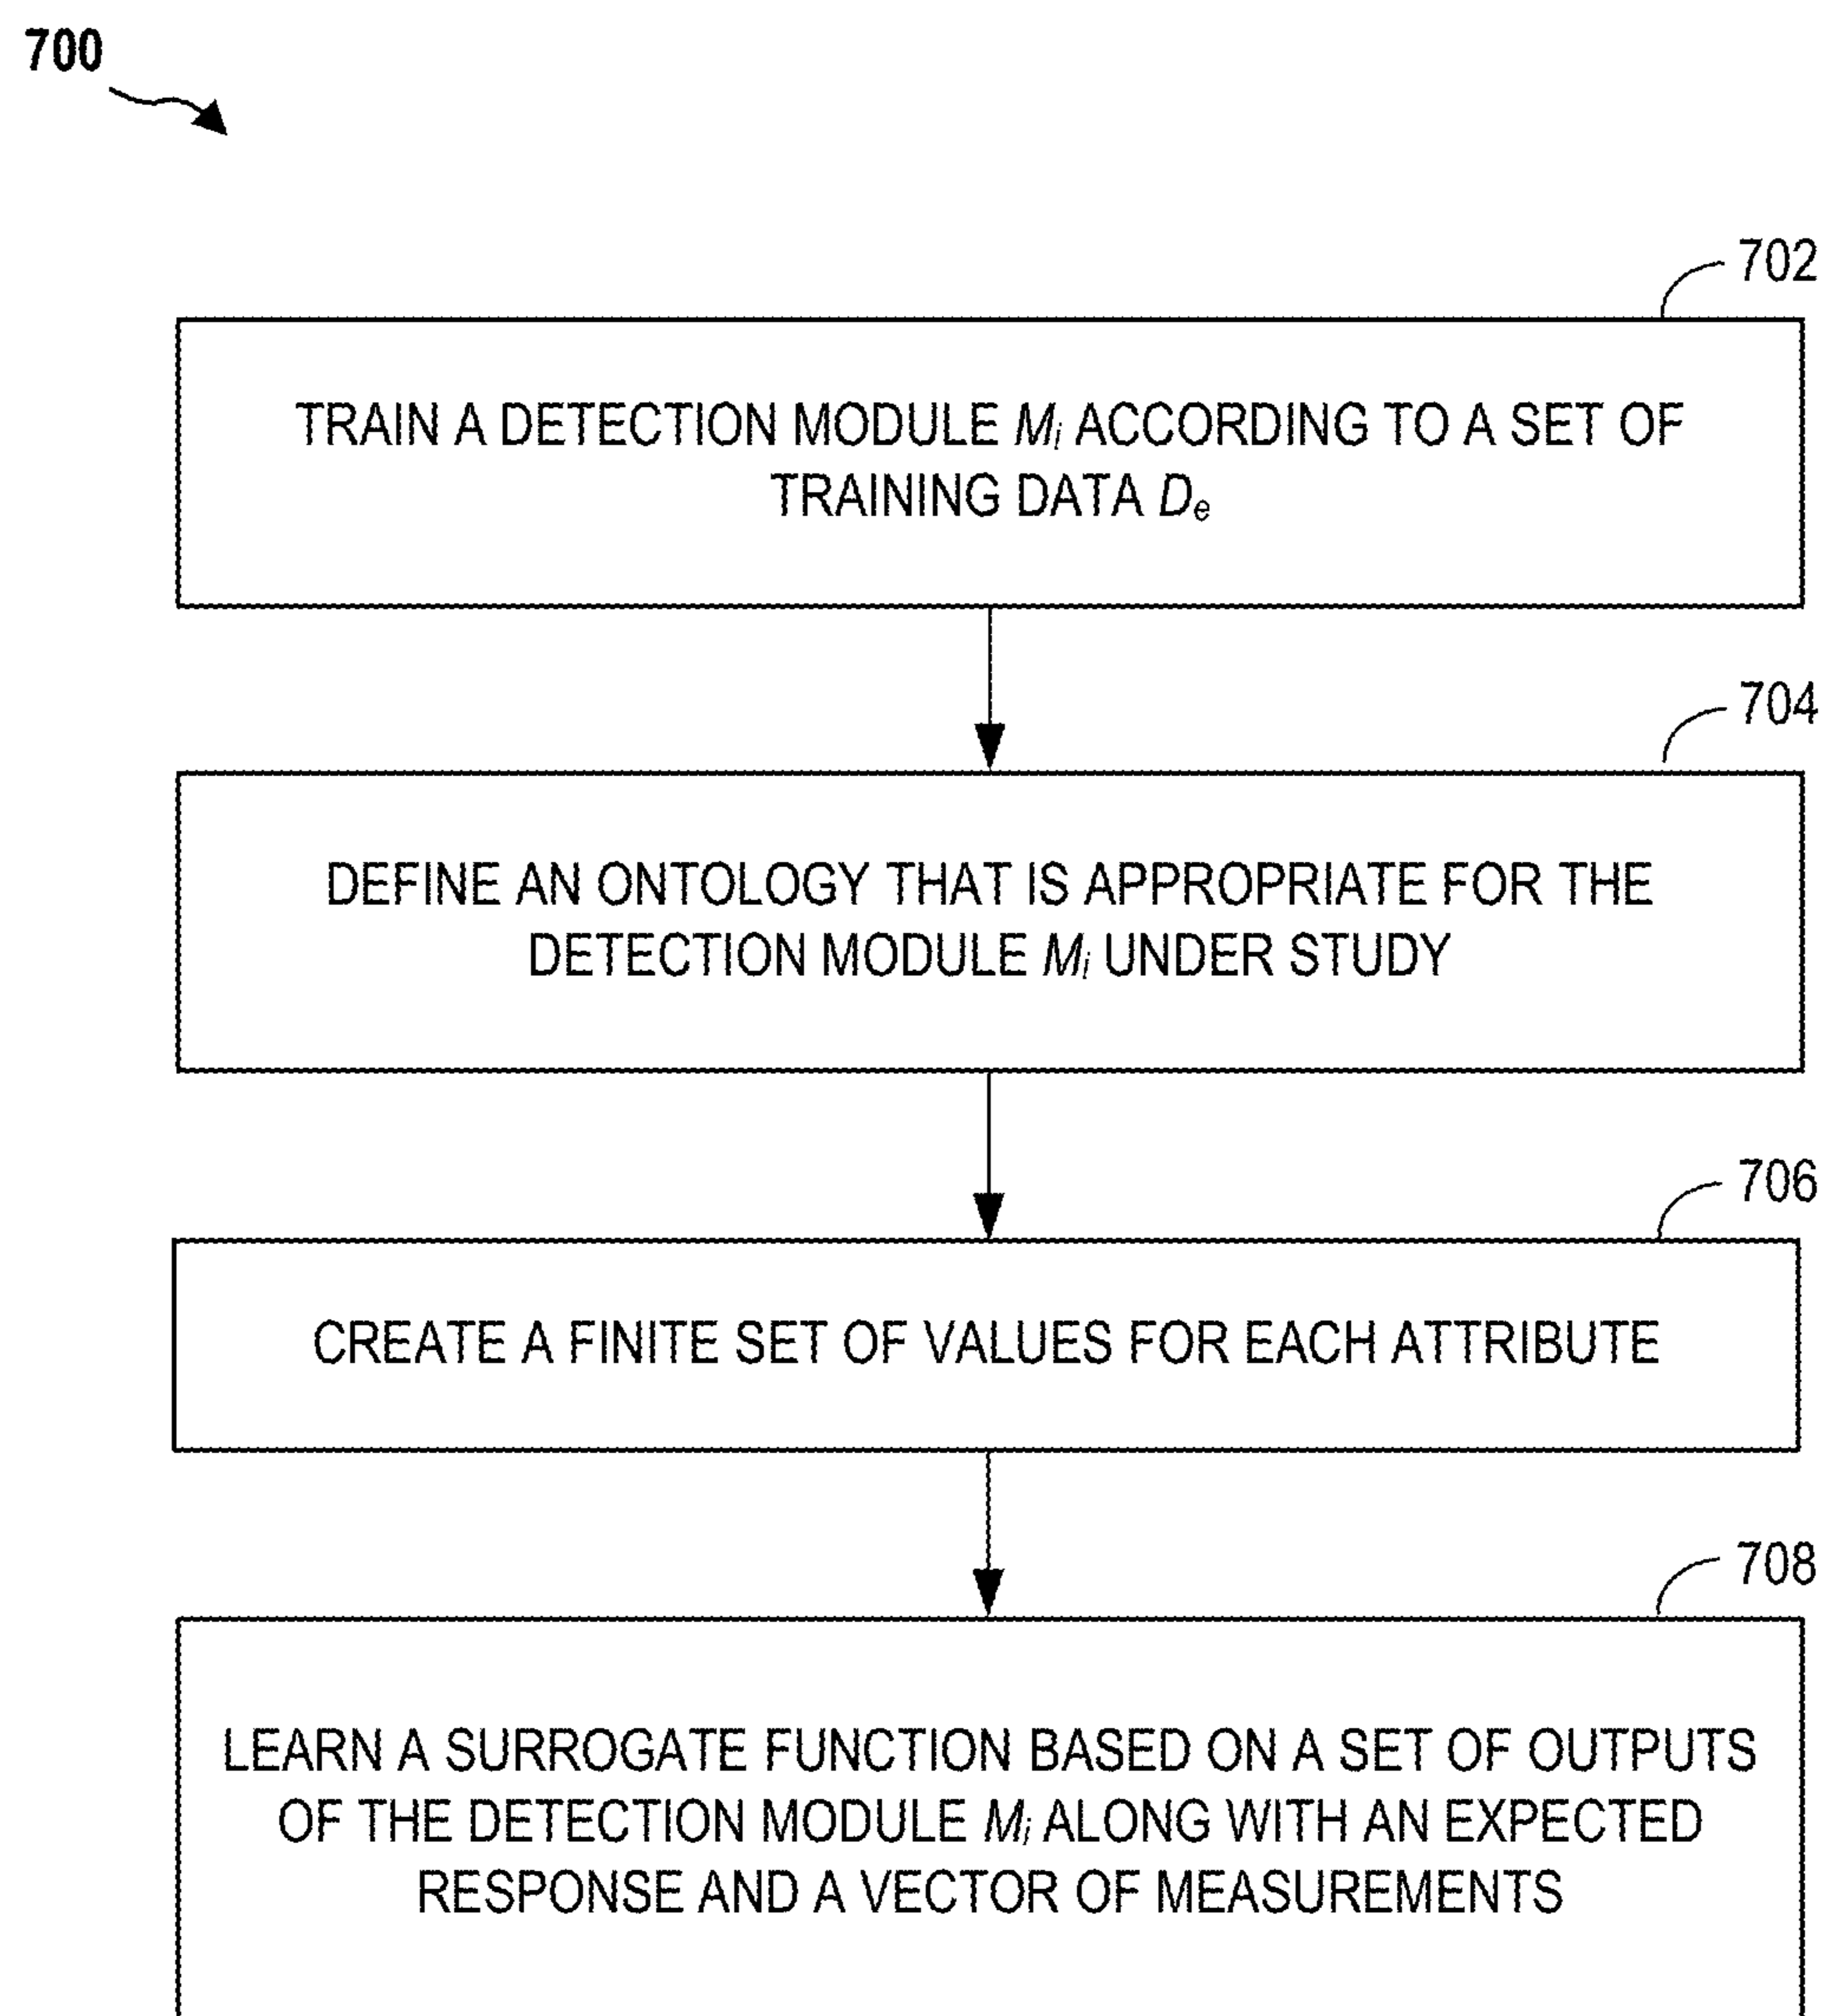 700
702
TRAIN A DETECTION MODULE Mi ACCORDING TO A SET OF
TRAINING DATA De
704
DEFINE AN ONTOLOGY THAT IS APPROPRIATE FOR THE
DETECTION MODULE Mi UNDER STUDY
706
CREATE A FINITE SET OF VALUES FOR EACH ATTRIBUTE
708
LEARN A SURROGATE FUNCTION BASED ON A SET OF OUTPUTS
OF THE DETECTION MODULE Mi ALONG WITH AN EXPECTED
RESPONSE AND A VECTOR OF MEASUREMENTS